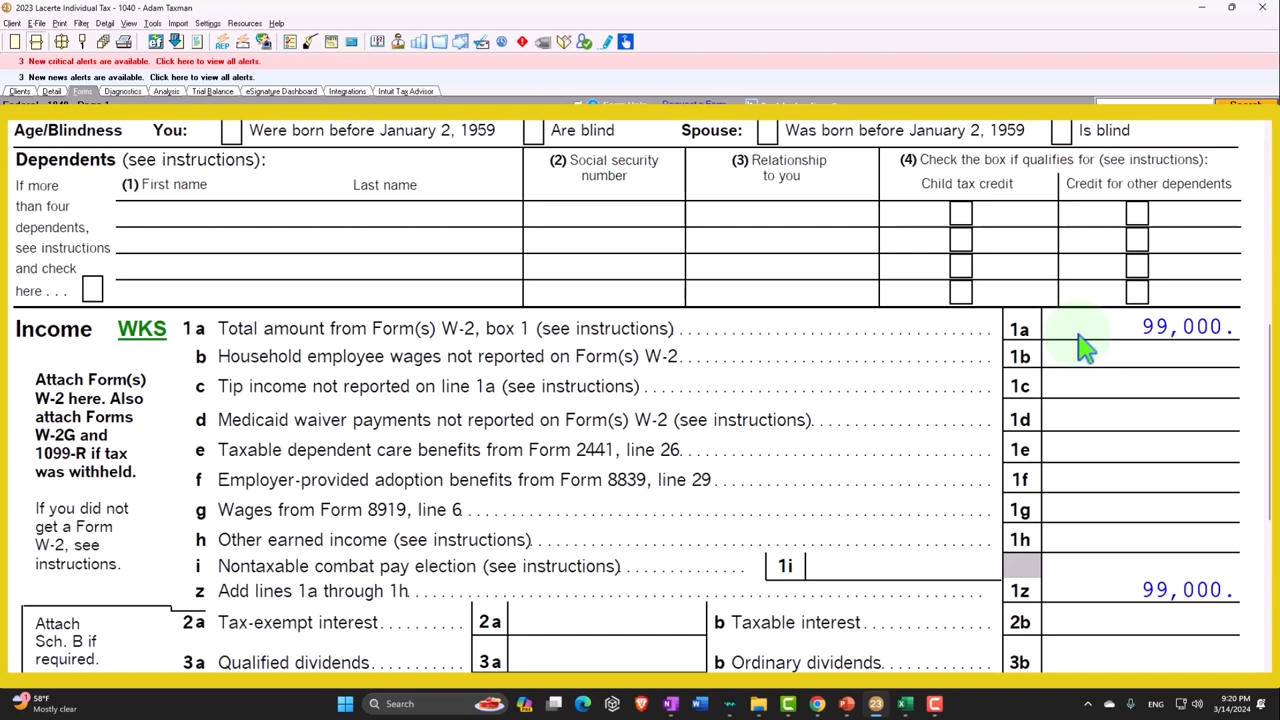 2023 Lacerte Individual Tax - 1040 - Adam Taxman
Client E-File Print Filter Detail View Tools Import Settings Resources Help
3 New critical alerts are available. Click here to view all alerts.
3 New news alerts are available. Click here to view all alerts.
Clients Detail Forms Diagnostics Analysis Trial Balance eSignature Dashboard Integrations Intuit Tax Advisor
Age/Blindness You: Were born before January 2, 1959 Are blind Spouse: Was born before January 2, 1959 Is blind
Dependents (see instructions): (2) Social security number (3) Relationship to you (4) Check the box if qualifies for (see instructions):
(1) First name Last name Child tax credit Credit for other dependents
If more
than four
dependents,
see instructions
and check
here . . .
Income WKS 1a Total amount from Form(s) W-2, box 1 (see instructions) 1a 99,000.
b Household employee wages not reported on Form(s) W-2 1b
c Tip income not reported on line 1a (see instructions) 1c
d Medicaid waiver payments not reported on Form(s) W-2 (see instructions) 1d
e Taxable dependent care benefits from Form 2441, line 26 1e
f Employer-provided adoption benefits from Form 8839, line 29 1f
g Wages from Form 8919, line 6 1g
h Other earned income (see instructions) 1h
i Nontaxable combat pay election (see instructions) 1i
z Add lines 1a through 1h 1z 99,000.
Attach Form(s)
W-2 here. Also
attach Forms
W-2G and
1099-R if tax
was withheld.
If you did not
get a Form
W-2, see
instructions.
Attach
Sch. B if
required.
2a Tax-exempt interest 2a b Taxable interest 2b
3a Qualified dividends 3a b Ordinary dividends 3b
58°F
Mostly clear
Search
ENG
9:20 PM
3/14/2024